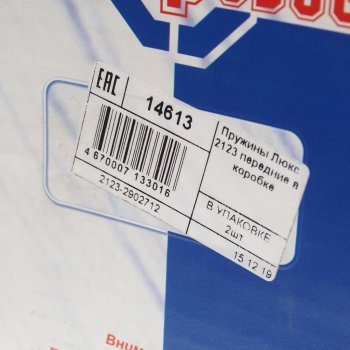 EAC
14613
4 670007 133016
2123-2902712
Пружины Люкс
2123 передние в
коробке
В УПАКОВКЕ
2шт
15.12.19